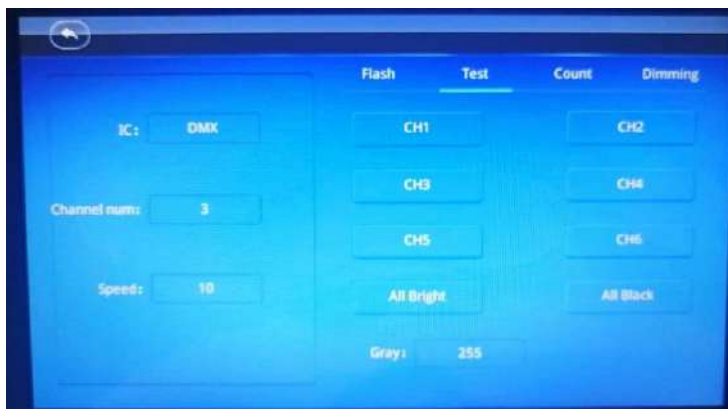 Flash Test Count Dimming
IC: DMX
CH1 CH2
Channel num: 3
CH3 CH4
CH5 CH6
Speed: 10
All Bright All Black
Gray: 255